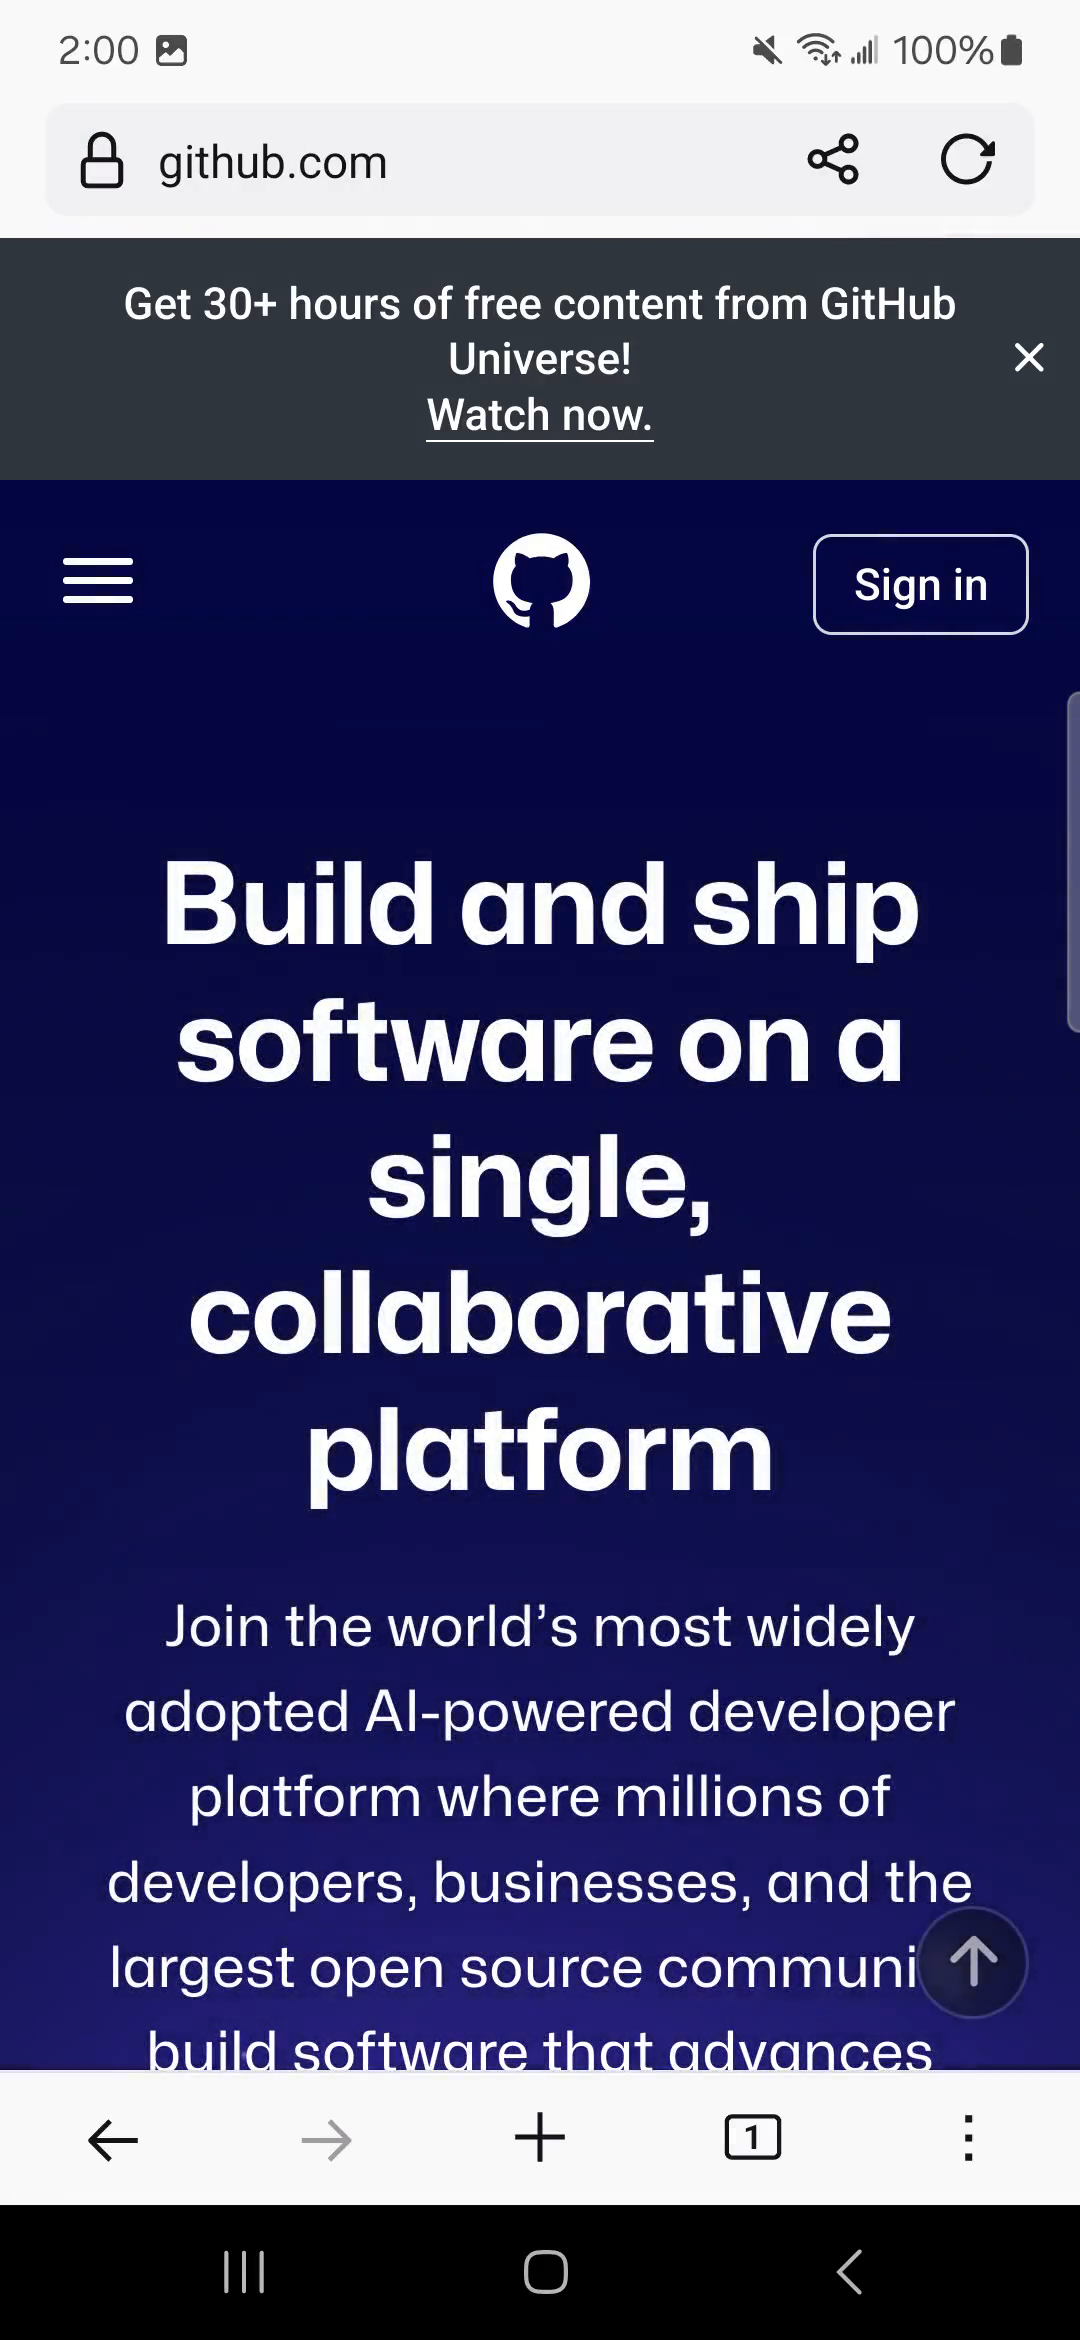 2:00
100%
github.com
Get 30+ hours of free content from GitHub
Universe!
Watch now.
Sign in
Build and ship
software on a
single,
collaborative
platform
Join the world’s most widely
adopted AI-powered developer
platform where millions of
developers, businesses, and the
largest open source communi
build software that advances
1